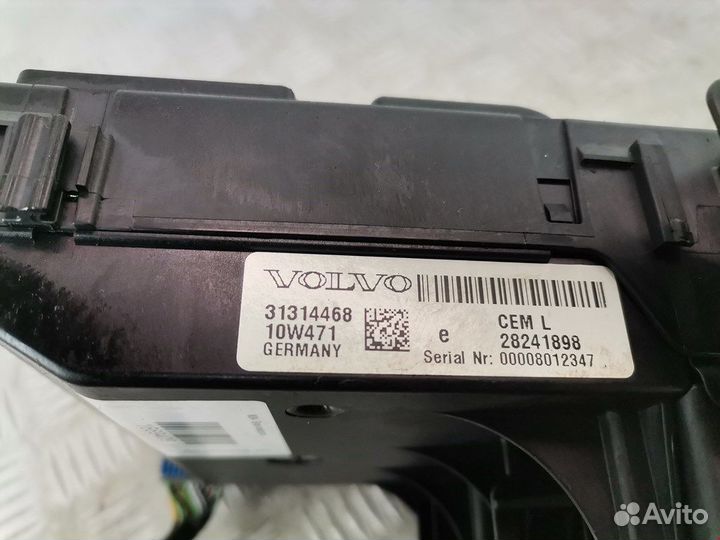 VOLVO
31314468
10W471
GERMANY
e
CEM L
28241898
Serial Nr: 00008012347
Avito